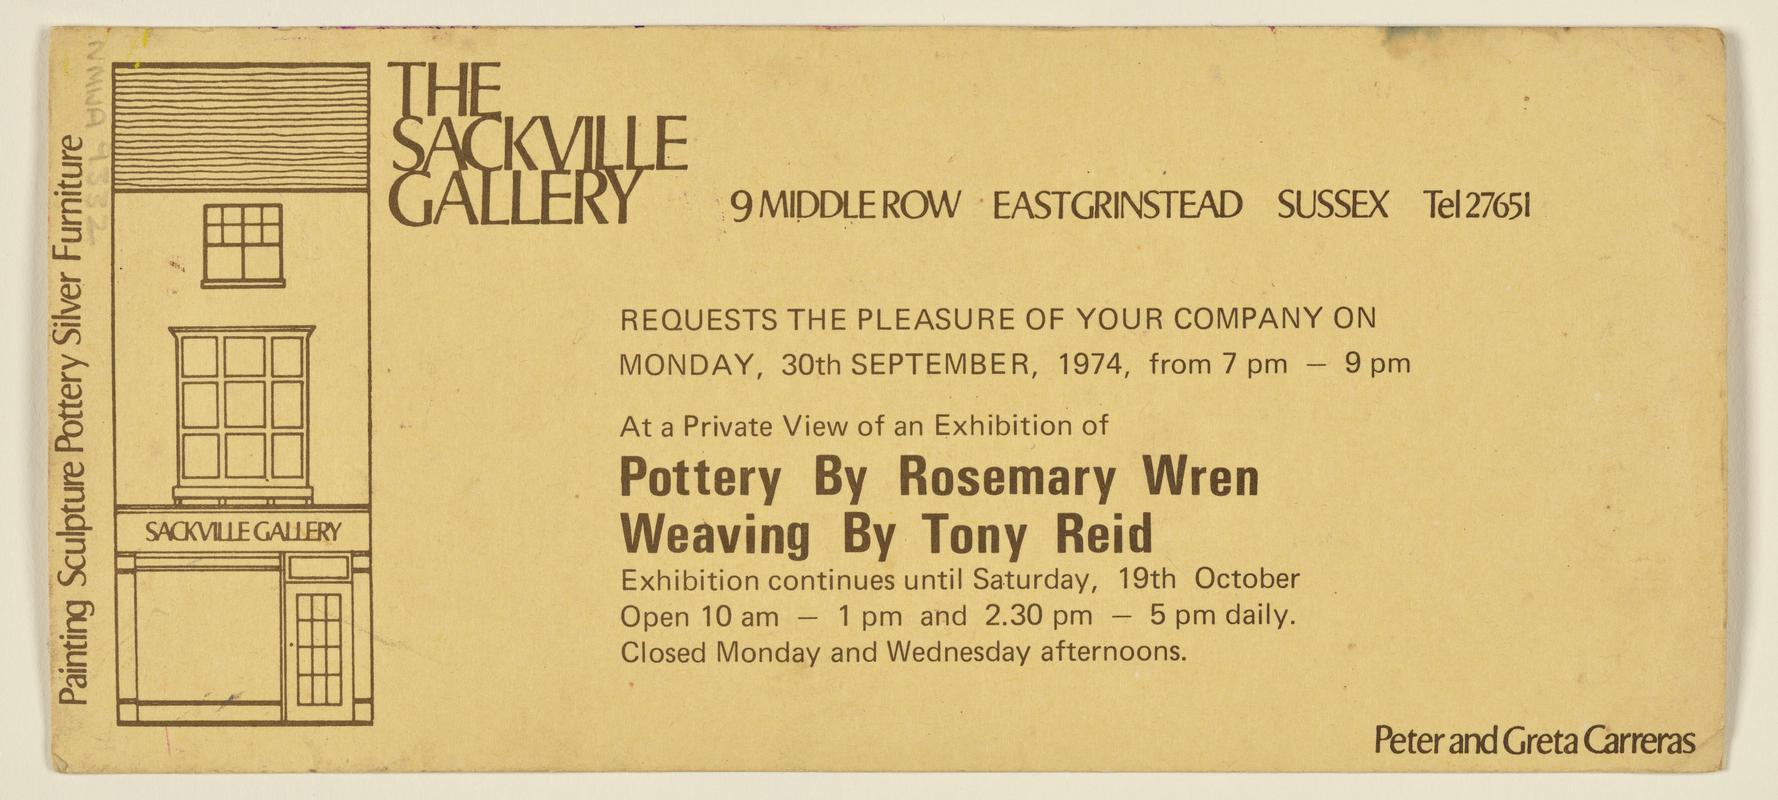 THE
SACKVILLE
GALLERY
9 MIDDLE ROW EAST GRINSTEAD SUSSEX Tel 27651
Painting Sculpture Pottery Silver Furniture
NMWA 9332
SACKVILLE GALLERY
REQUESTS THE PLEASURE OF YOUR COMPANY ON
MONDAY, 30th SEPTEMBER, 1974, from 7 pm — 9 pm
At a Private View of an Exhibition of
Pottery By Rosemary Wren
Weaving By Tony Reid
Exhibition continues until Saturday, 19th October
Open 10 am — 1 pm and 2.30 pm — 5 pm daily.
Closed Monday and Wednesday afternoons.
Peter and Greta Carreras